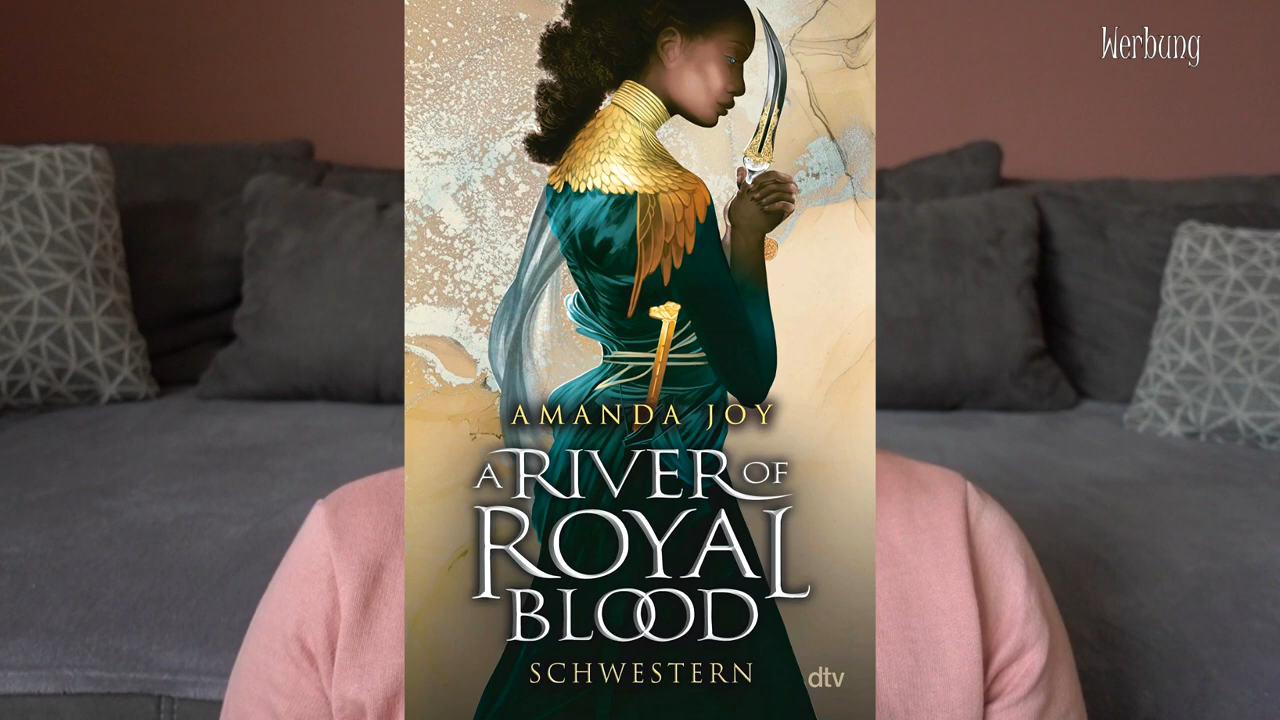 Werbung
AMANDA JOY
A RIVER OF
ROYAL
BLOOD
SCHWESTERN
dtv